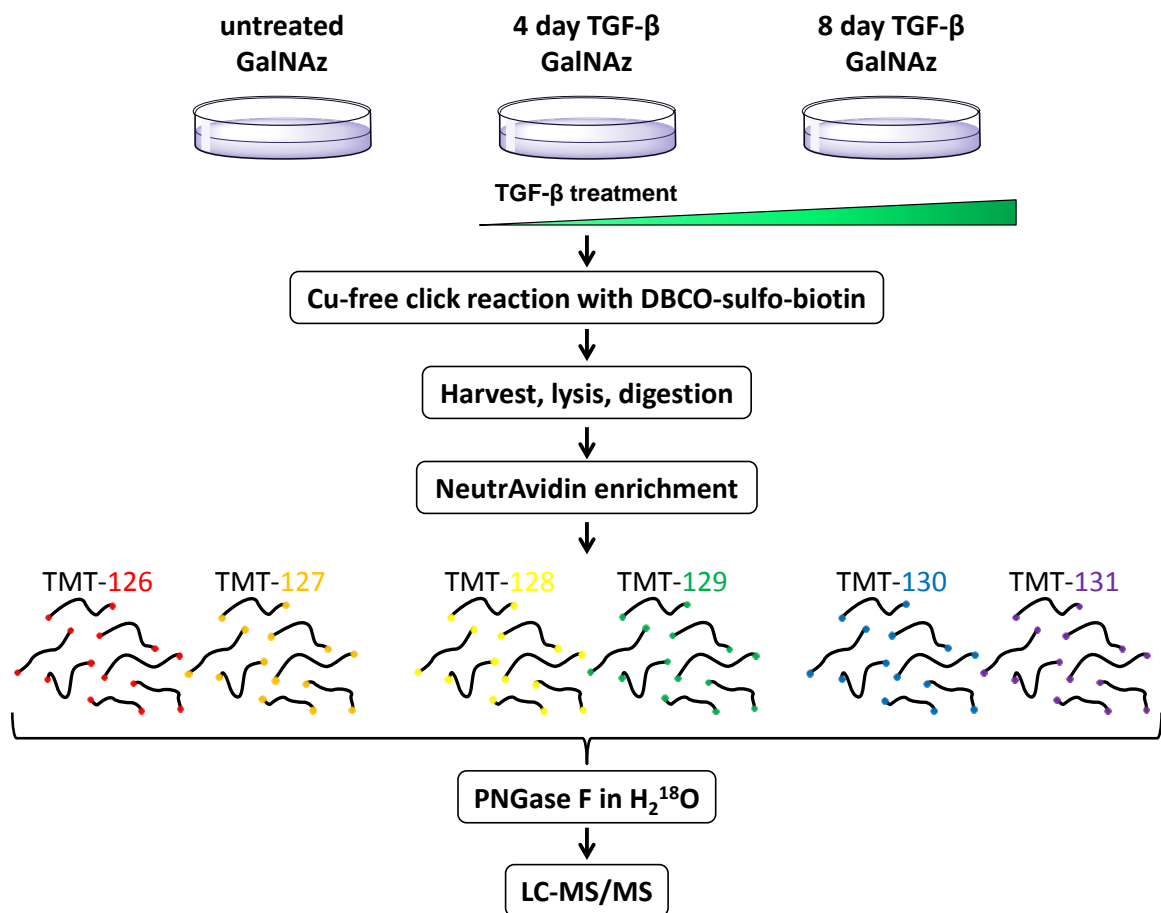 untreated
GalNAz
4 day TGF-β
GalNAz
8 day TGF-β
GalNAz
TGF-β treatment
Cu-free click reaction with DBCO-sulfo-biotin
Harvest, lysis, digestion
NeutrAvidin enrichment
TMT-126 TMT-127 TMT-128 TMT-129 TMT-130 TMT-131
PNGase F in H₂¹⁸O
LC-MS/MS